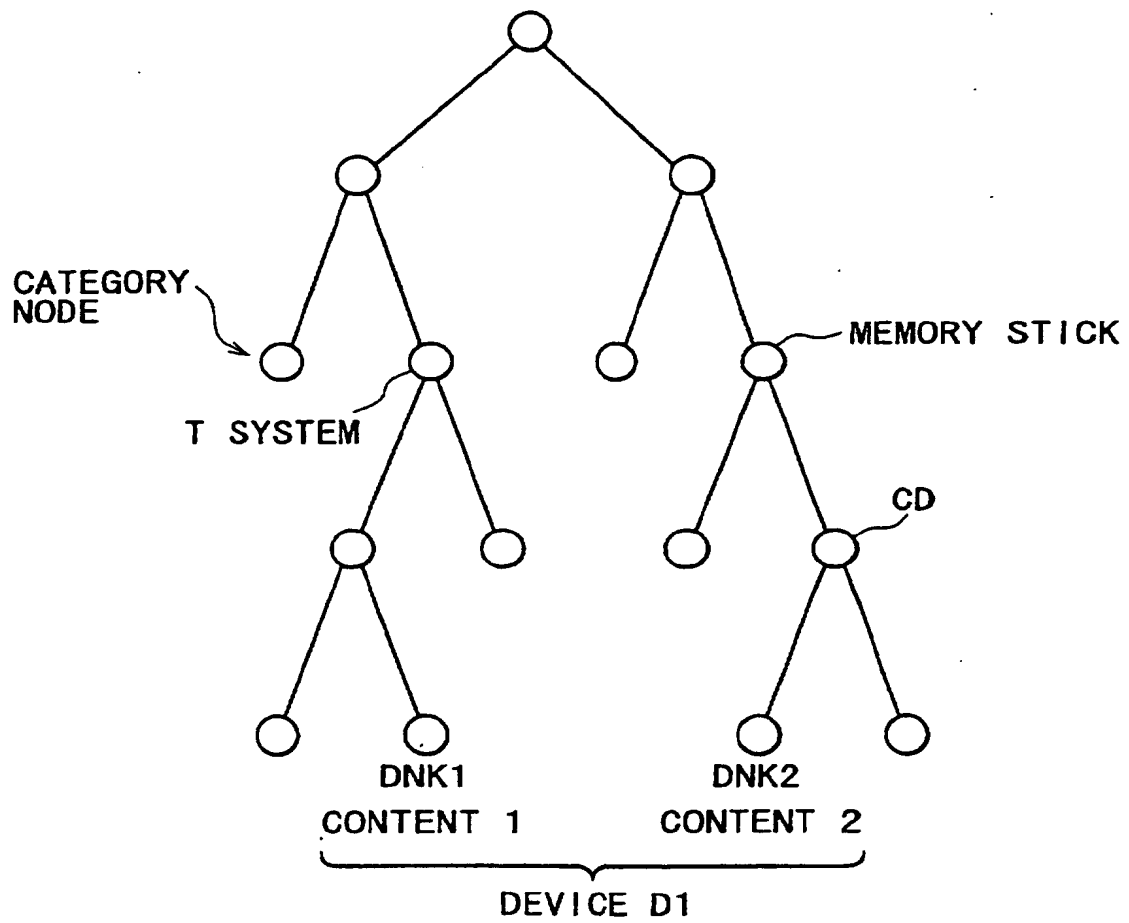 CATEGORY
NODE
MEMORY STICK
T SYSTEM
CD
DNK1
DNK2
CONTENT 1
CONTENT 2
DEVICE D1